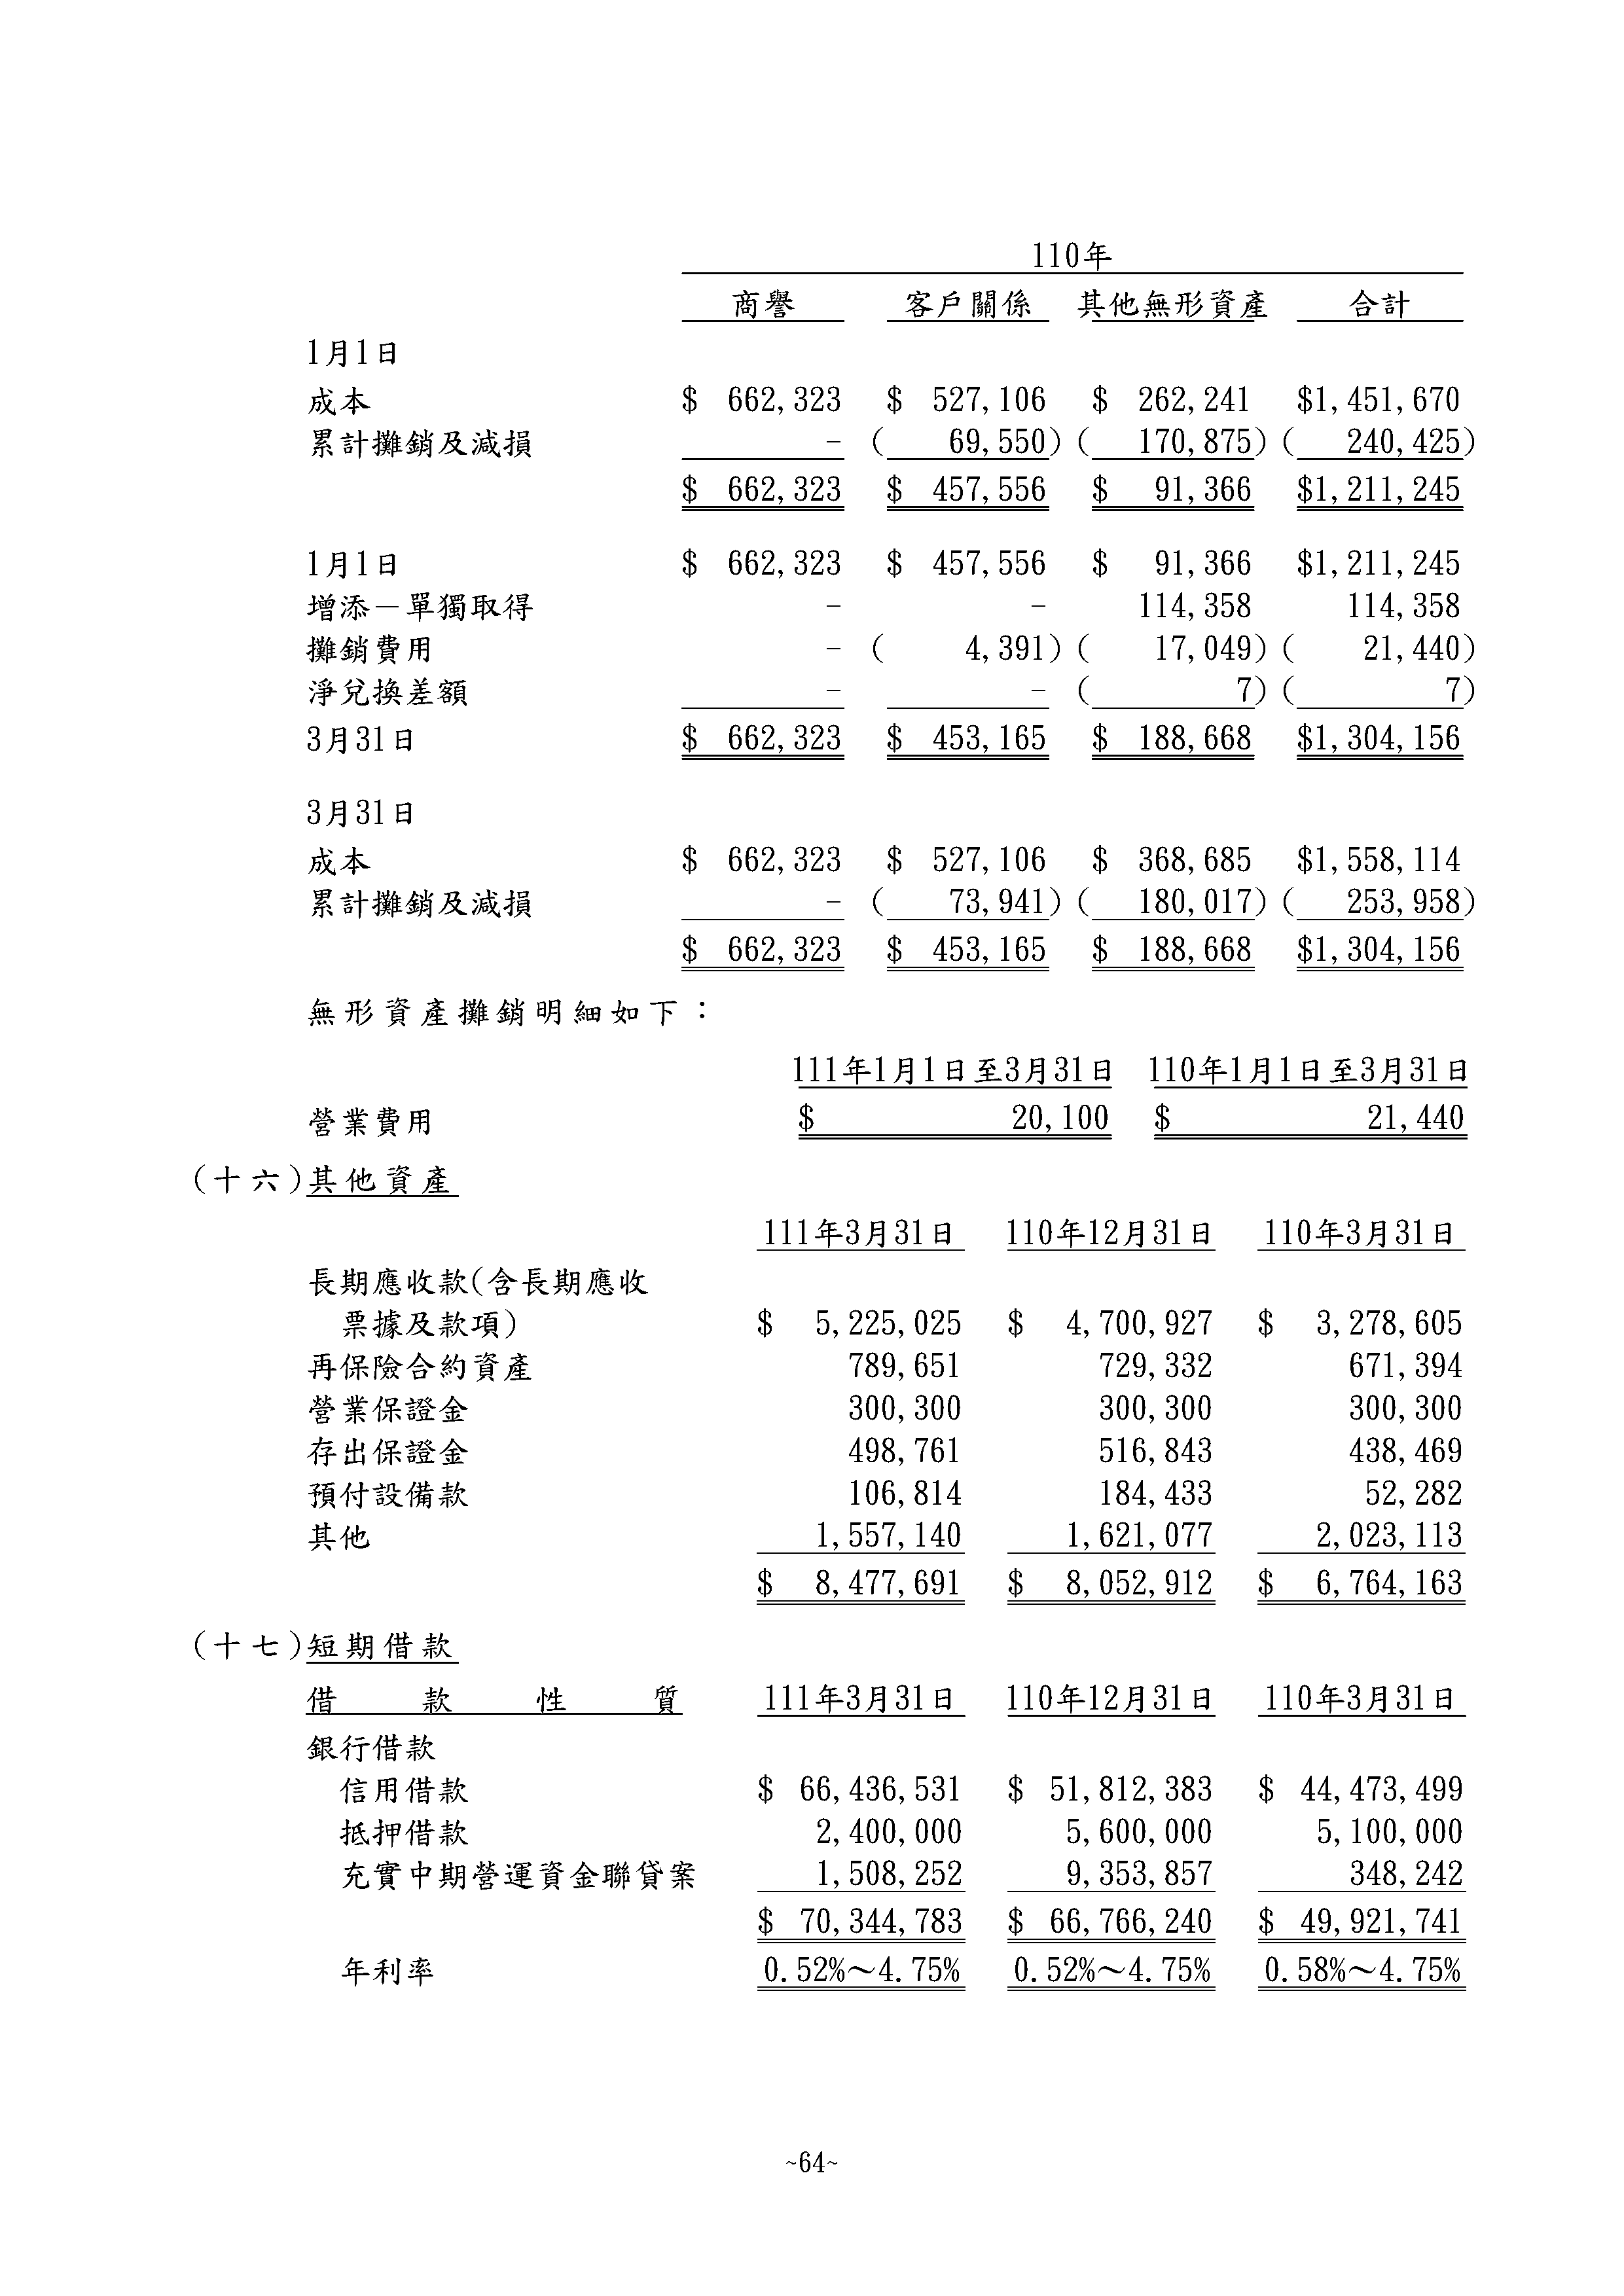 110年
商譽 客戶關係 其他無形資產 合計
1月1日
成本 $ 662,323 $ 527,106 $ 262,241 $1,451,670
累計攤銷及減損 - ( 69,550) ( 170,875) ( 240,425)
$ 662,323 $ 457,556 $ 91,366 $1,211,245
1月1日 $ 662,323 $ 457,556 $ 91,366 $1,211,245
增添－單獨取得 - - 114,358 114,358
攤銷費用 - ( 4,391) ( 17,049) ( 21,440)
淨兌換差額 - - ( 7) ( 7)
3月31日 $ 662,323 $ 453,165 $ 188,668 $1,304,156
3月31日
成本 $ 662,323 $ 527,106 $ 368,685 $1,558,114
累計攤銷及減損 - ( 73,941) ( 180,017) ( 253,958)
$ 662,323 $ 453,165 $ 188,668 $1,304,156
無形資產攤銷明細如下：
111年1月1日至3月31日 110年1月1日至3月31日
營業費用 $ 20,100 $ 21,440
(十六)其他資產
111年3月31日 110年12月31日 110年3月31日
長期應收款(含長期應收
票據及款項) $ 5,225,025 $ 4,700,927 $ 3,278,605
再保險合約資產 789,651 729,332 671,394
營業保證金 300,300 300,300 300,300
存出保證金 498,761 516,843 438,469
預付設備款 106,814 184,433 52,282
其他 1,557,140 1,621,077 2,023,113
$ 8,477,691 $ 8,052,912 $ 6,764,163
(十七)短期借款
借款性質 111年3月31日 110年12月31日 110年3月31日
銀行借款
信用借款 $ 66,436,531 $ 51,812,383 $ 44,473,499
抵押借款 2,400,000 5,600,000 5,100,000
充實中期營運資金聯貸案 1,508,252 9,353,857 348,242
$ 70,344,783 $ 66,766,240 $ 49,921,741
年利率 0.52%～4.75% 0.52%～4.75% 0.58%～4.75%
~64~